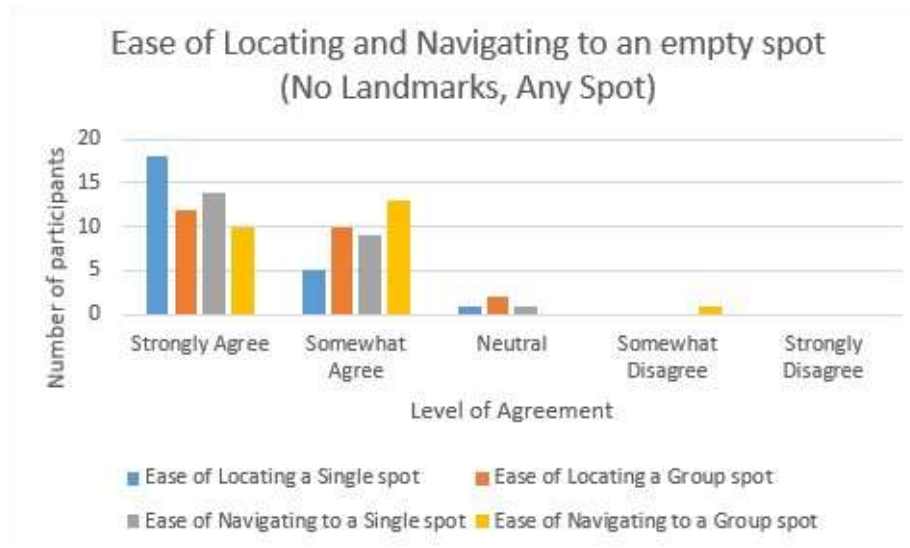 Ease of Locating and Navigating to an empty spot
(No Landmarks, Any Spot)
Number of participants
20
15
10
5
0
Strongly Agree
Somewhat
Agree
Neutral
Somewhat
Disagree
Strongly
Disagree
Level of Agreement
Ease of Locating a Single spot
Ease of Locating a Group spot
Ease of Navigating to a Single spot
Ease of Navigating to a Group spot